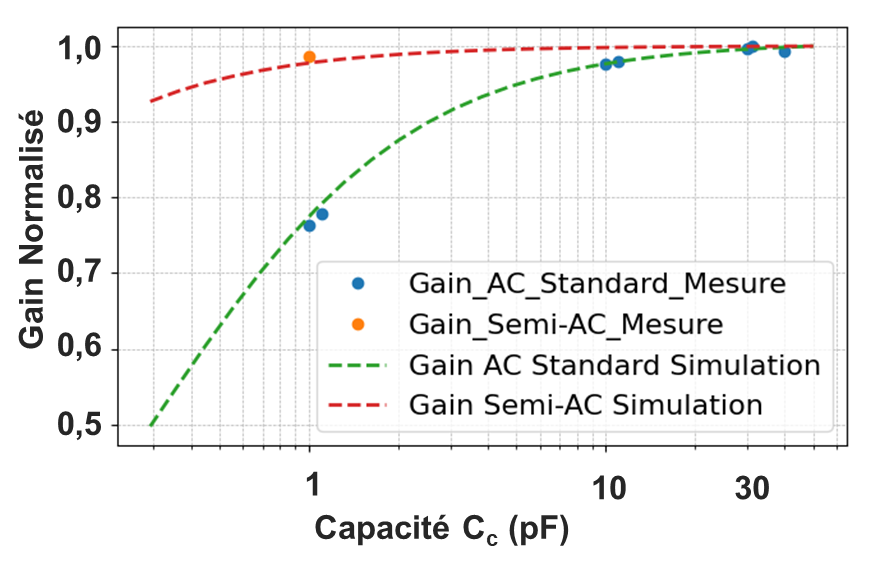 1,0
0,9
0,8
0,7
0,6
0,5
Gain Normalisé
Gain_AC_Standard_Mesure
Gain_Semi-AC_Mesure
Gain AC Standard Simulation
Gain Semi-AC Simulation
1 10 30
Capacité Cc (pF)